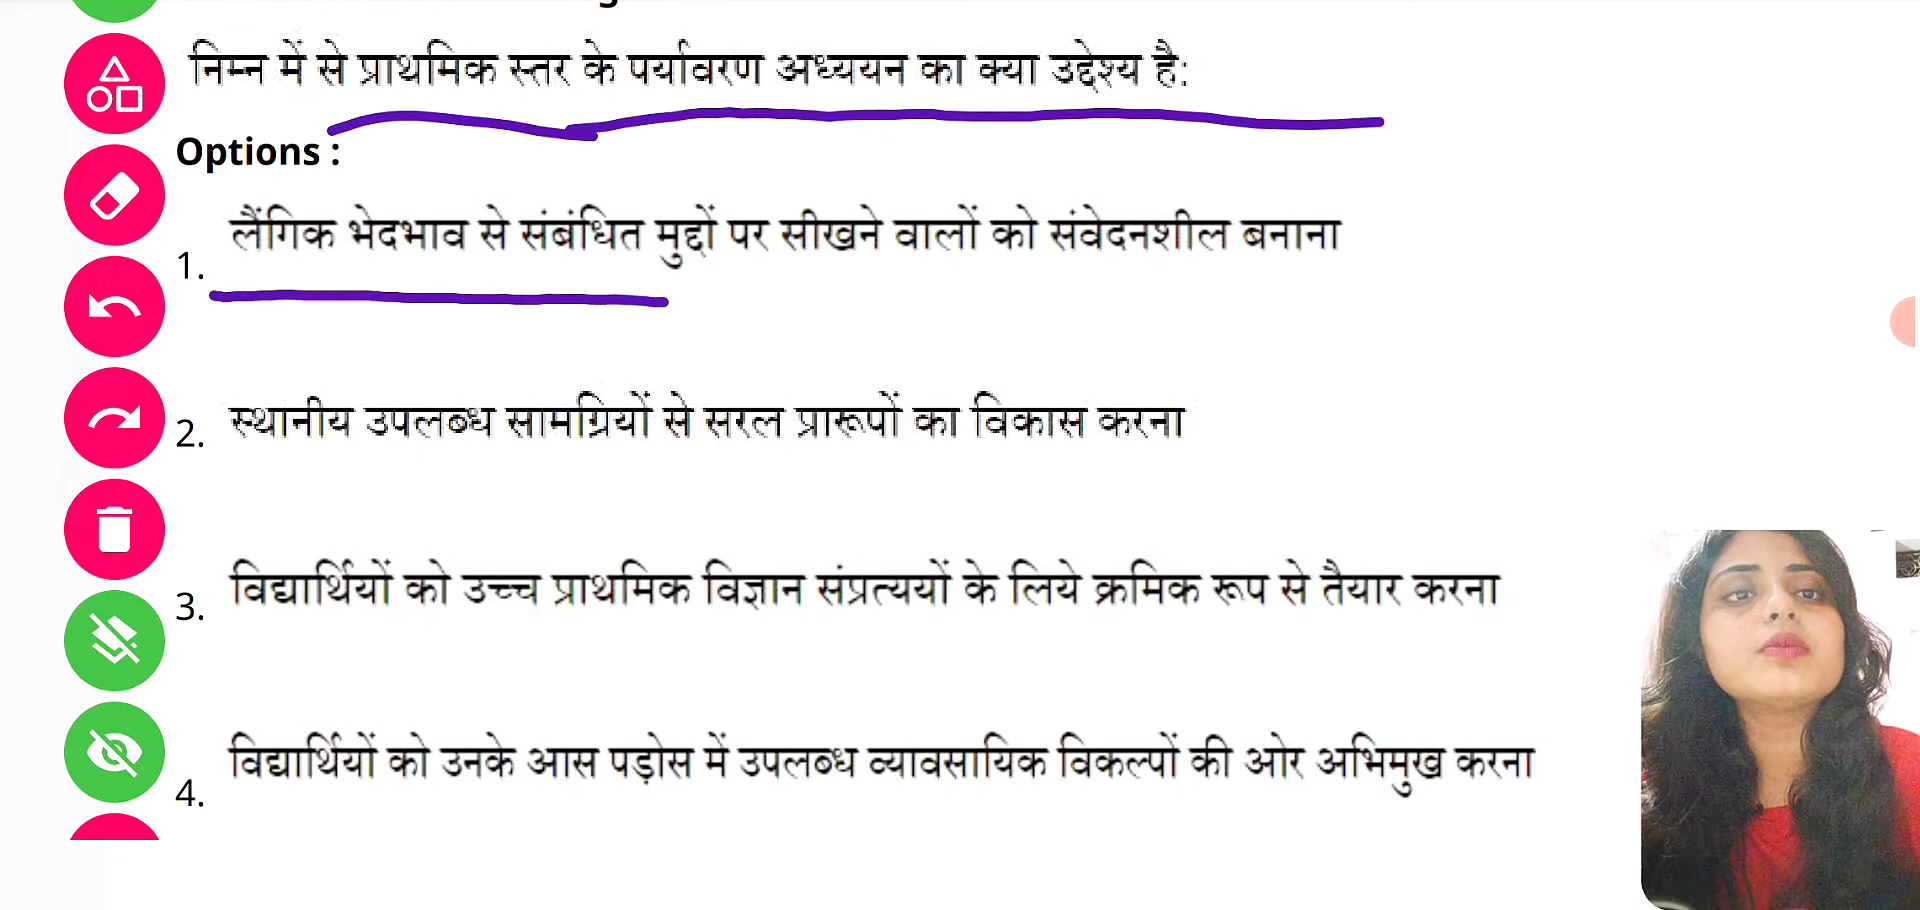 निम्न में से प्राथमिक स्तर के पर्यावरण अध्ययन का क्या उद्देश्य है:
Options :
1. लैंगिक भेदभाव से संबंधित मुद्दों पर सीखने वालों को संवेदनशील बनाना
2. स्थानीय उपलब्ध सामग्रियों से सरल प्रारूपों का विकास करना
3. विद्यार्थियों को उच्च प्राथमिक विज्ञान संप्रत्ययों के लिये क्रमिक रूप से तैयार करना
4. विद्यार्थियों को उनके आस पड़ोस में उपलब्ध व्यावसायिक विकल्पों की ओर अभिमुख करना